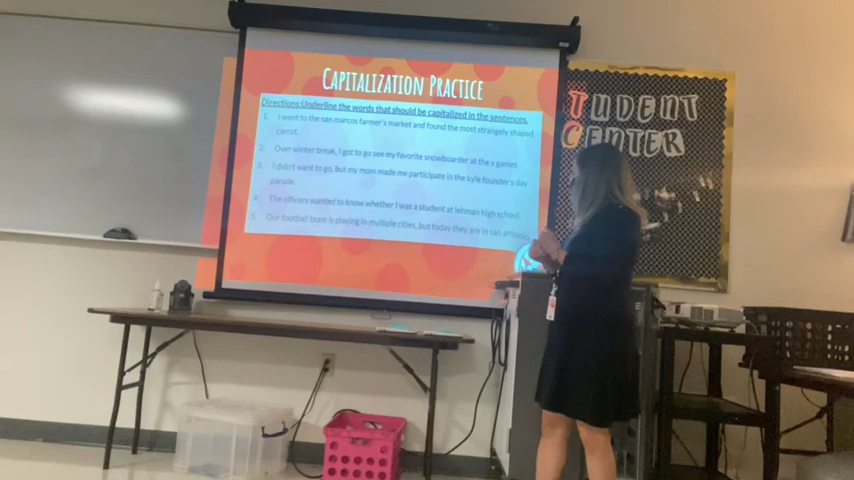 CAPITALIZATION PRACTICE
Directions: Underline the words that should be capitalized in the sentences.
1. I went to the san marcos farmer's market and found the most strangely shaped
carrot.
2. Over winter break, I got to go see my favorite snowboarder at the x games.
3. I didn't want to go, but my mom made me participate in the kyle founder's day
parade.
4. The officers wanted to know whether I was a student at lehman high school.
5. Our football team is playing in multiple cities, but today they are in san antonio.
TUDENT
CENTER